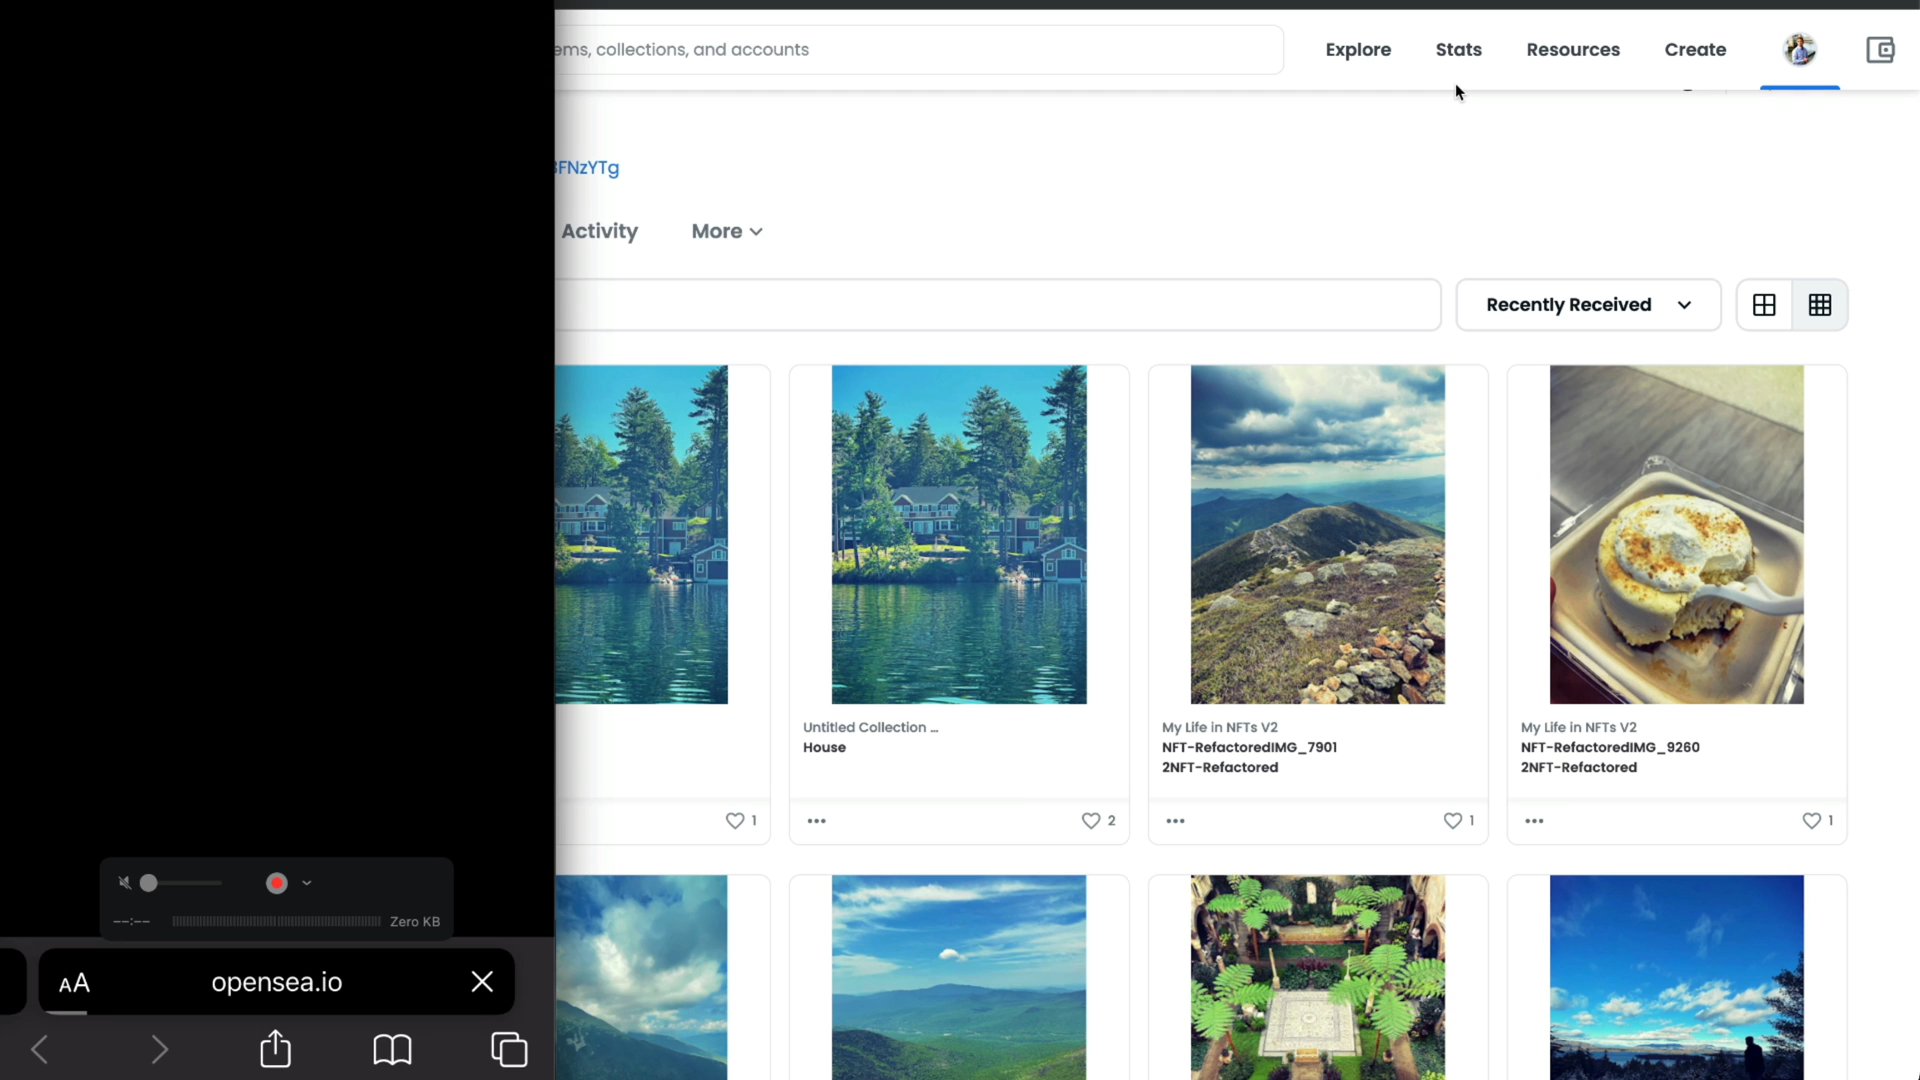 ems, collections, and accounts
Explore
Stats
Resources
Create
FNzYTg
Activity
More
Recently Received
Untitled Collection ...
House
My Life in NFTs V2
NFT-RefactoredIMG_7901
2NFT-Refactored
My Life in NFTs V2
NFT-RefactoredIMG_9260
2NFT-Refactored
1
2
1
1
--:--
Zero KB
AA
opensea.io